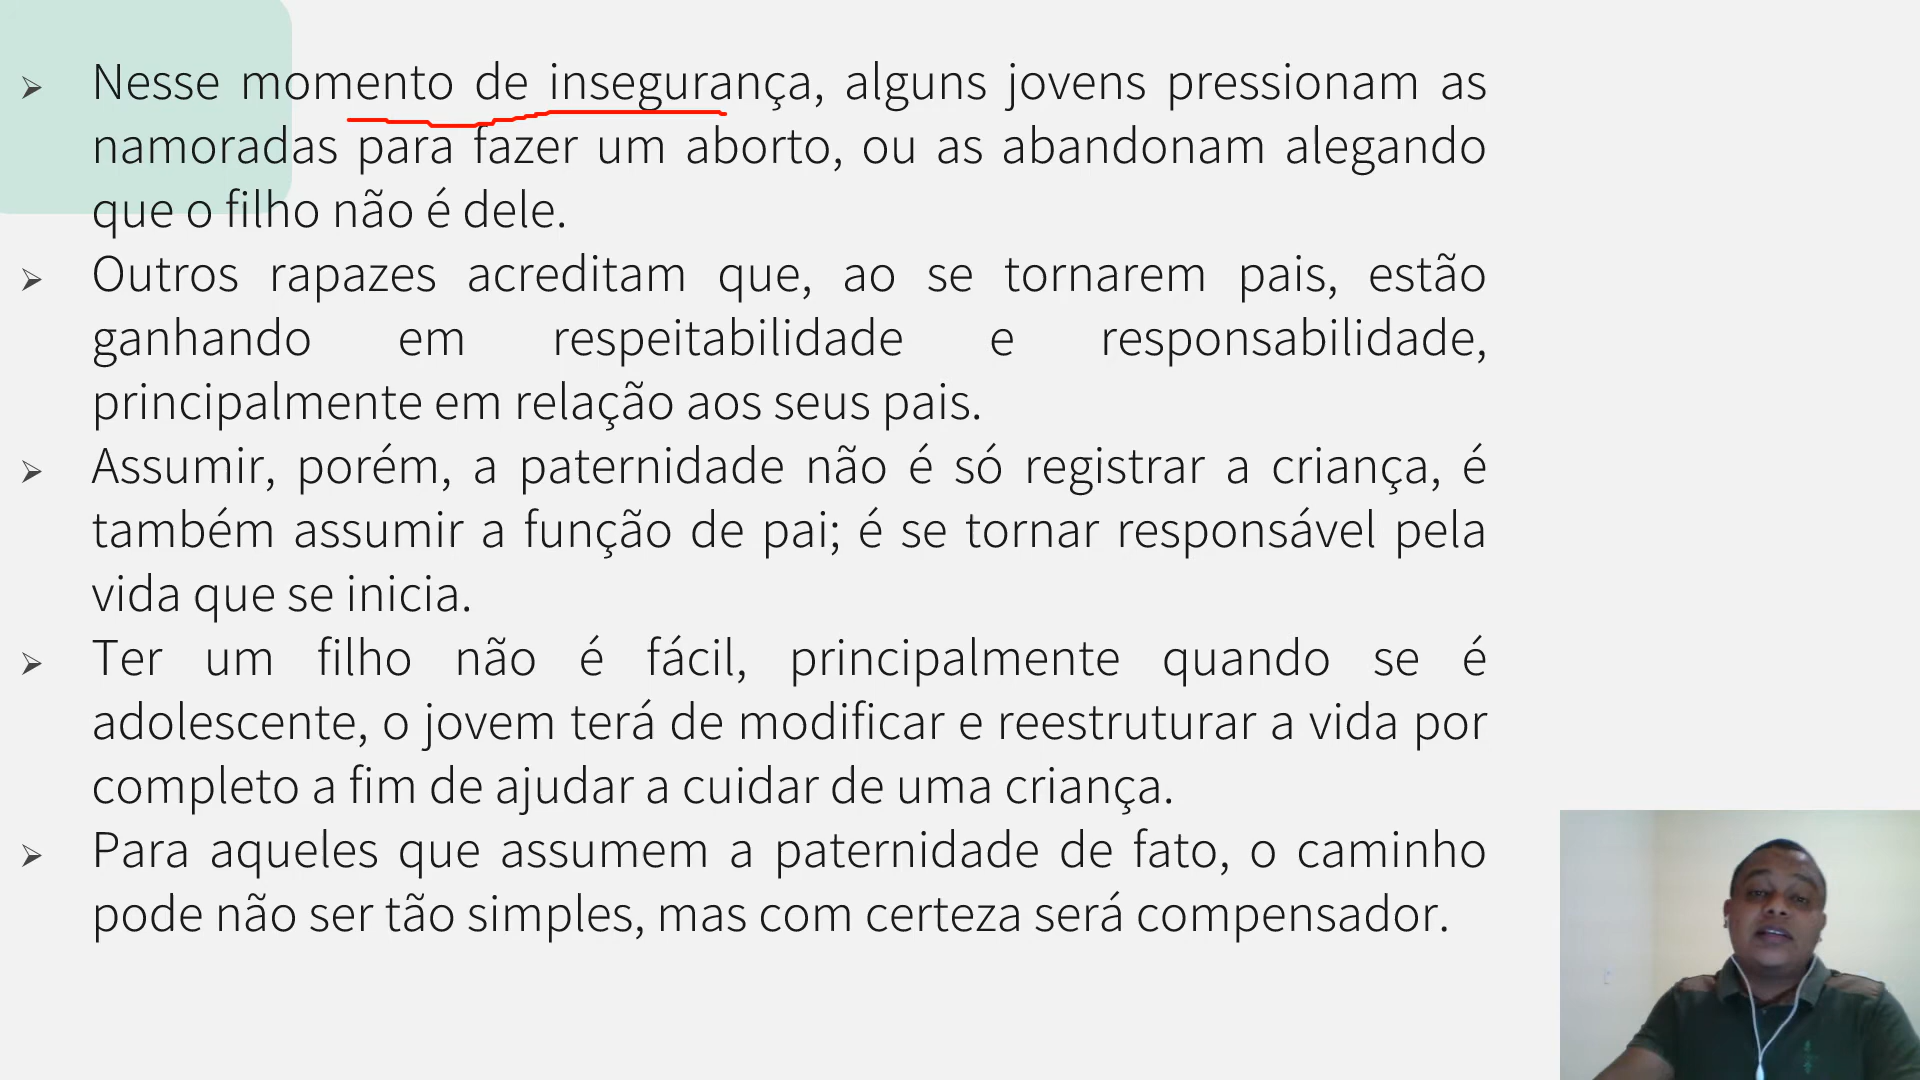 ➢ Nesse momento de insegurança, alguns jovens pressionam as
namoradas para fazer um aborto, ou as abandonam alegando
que o filho não é dele.
➢ Outros rapazes acreditam que, ao se tornarem pais, estão
ganhando em respeitabilidade e responsabilidade,
principalmente em relação aos seus pais.
➢ Assumir, porém, a paternidade não é só registrar a criança, é
também assumir a função de pai; é se tornar responsável pela
vida que se inicia.
➢ Ter um filho não é fácil, principalmente quando se é
adolescente, o jovem terá de modificar e reestruturar a vida por
completo a fim de ajudar a cuidar de uma criança.
➢ Para aqueles que assumem a paternidade de fato, o caminho
pode não ser tão simples, mas com certeza será compensador.